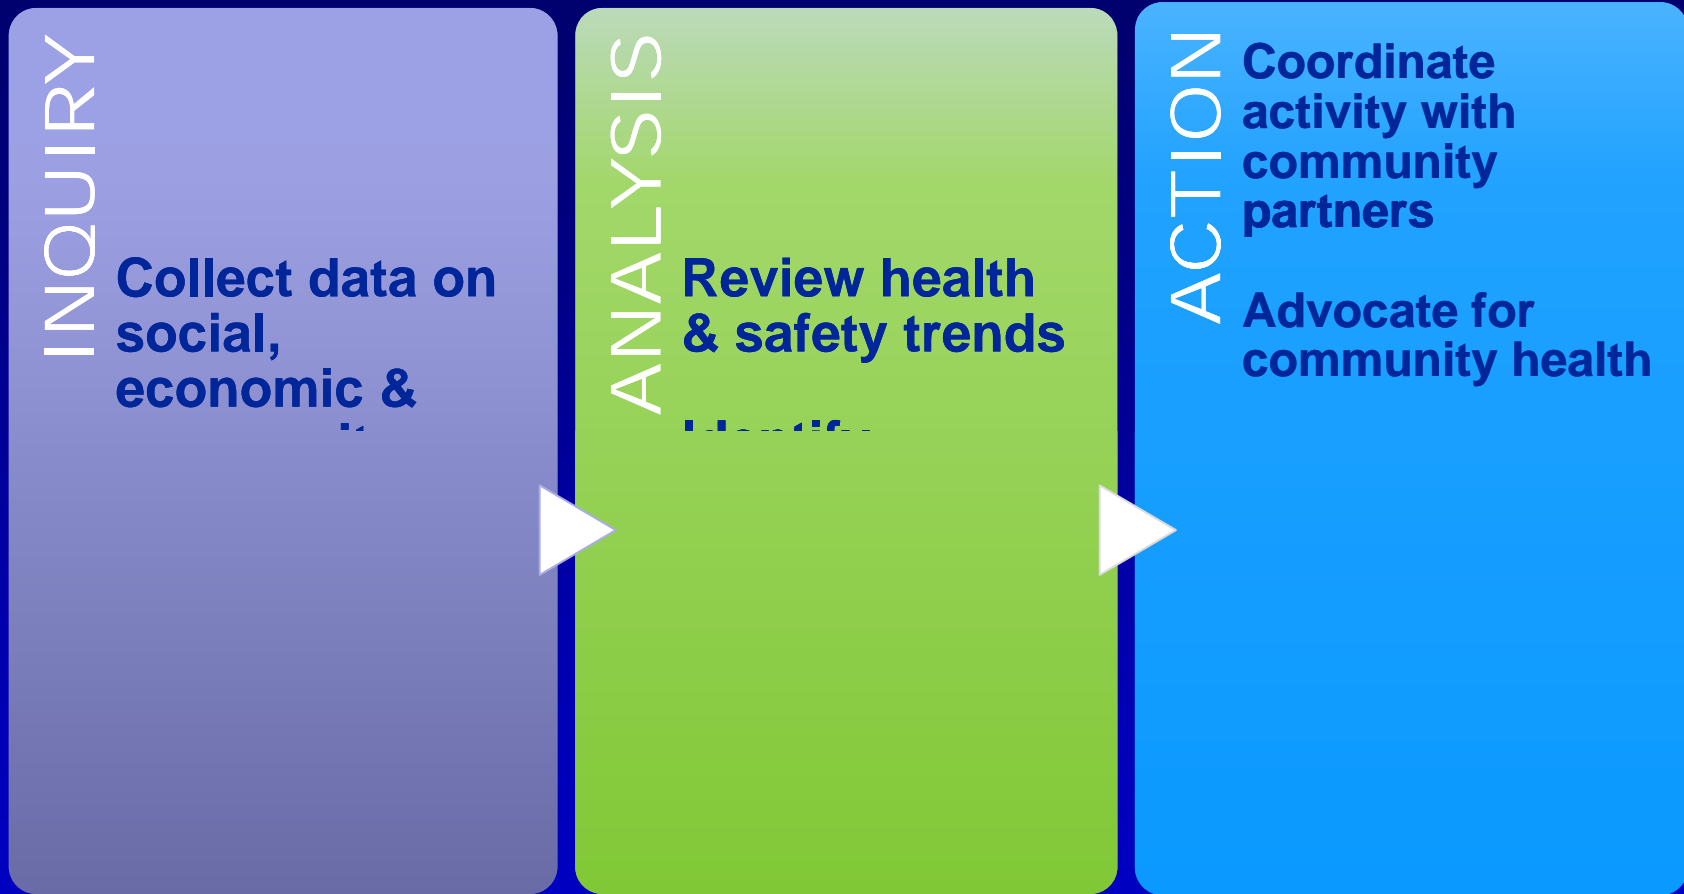 INQUIRY
Collect data on
social,
economic &
ANALYSIS
Review health
& safety trends
Identify
ACTION
Coordinate
activity with
community
partners
Advocate for
community health